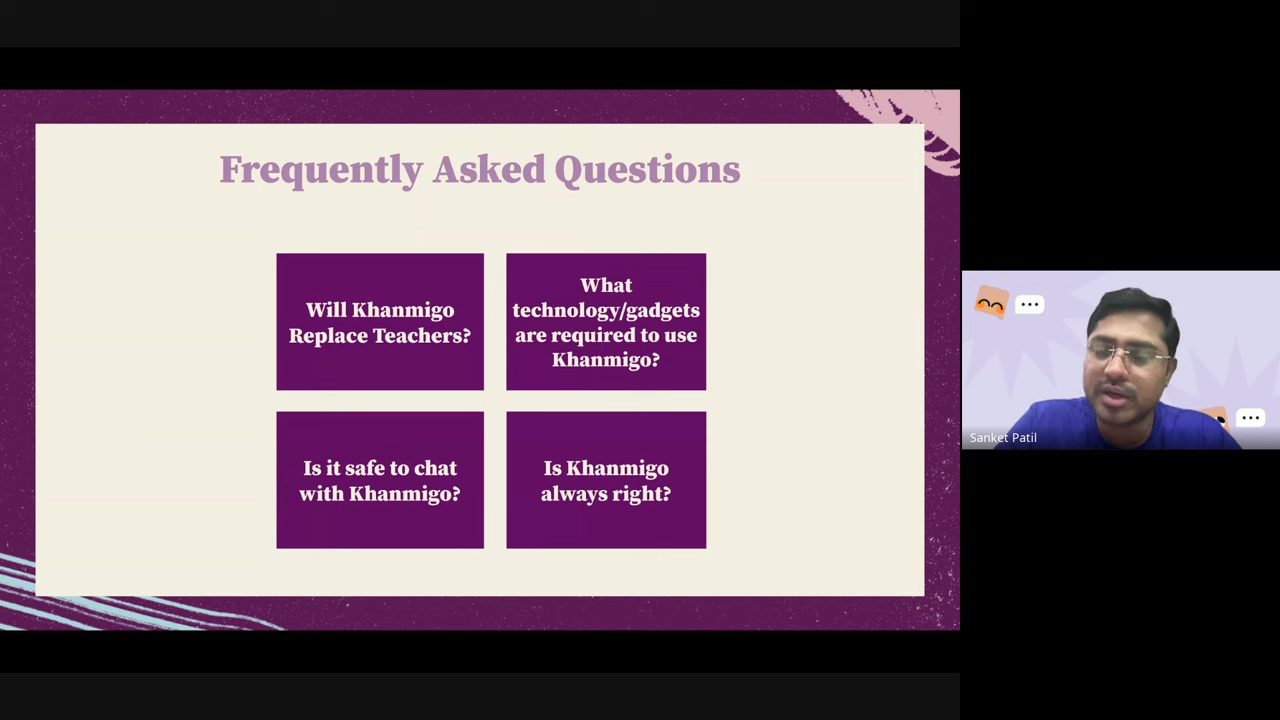 Frequently Asked Questions
Will Khanmigo
Replace Teachers?
What
technology/gadgets
are required to use
Khanmigo?
Is it safe to chat
with Khanmigo?
Is Khanmigo
always right?
Sanket Patil